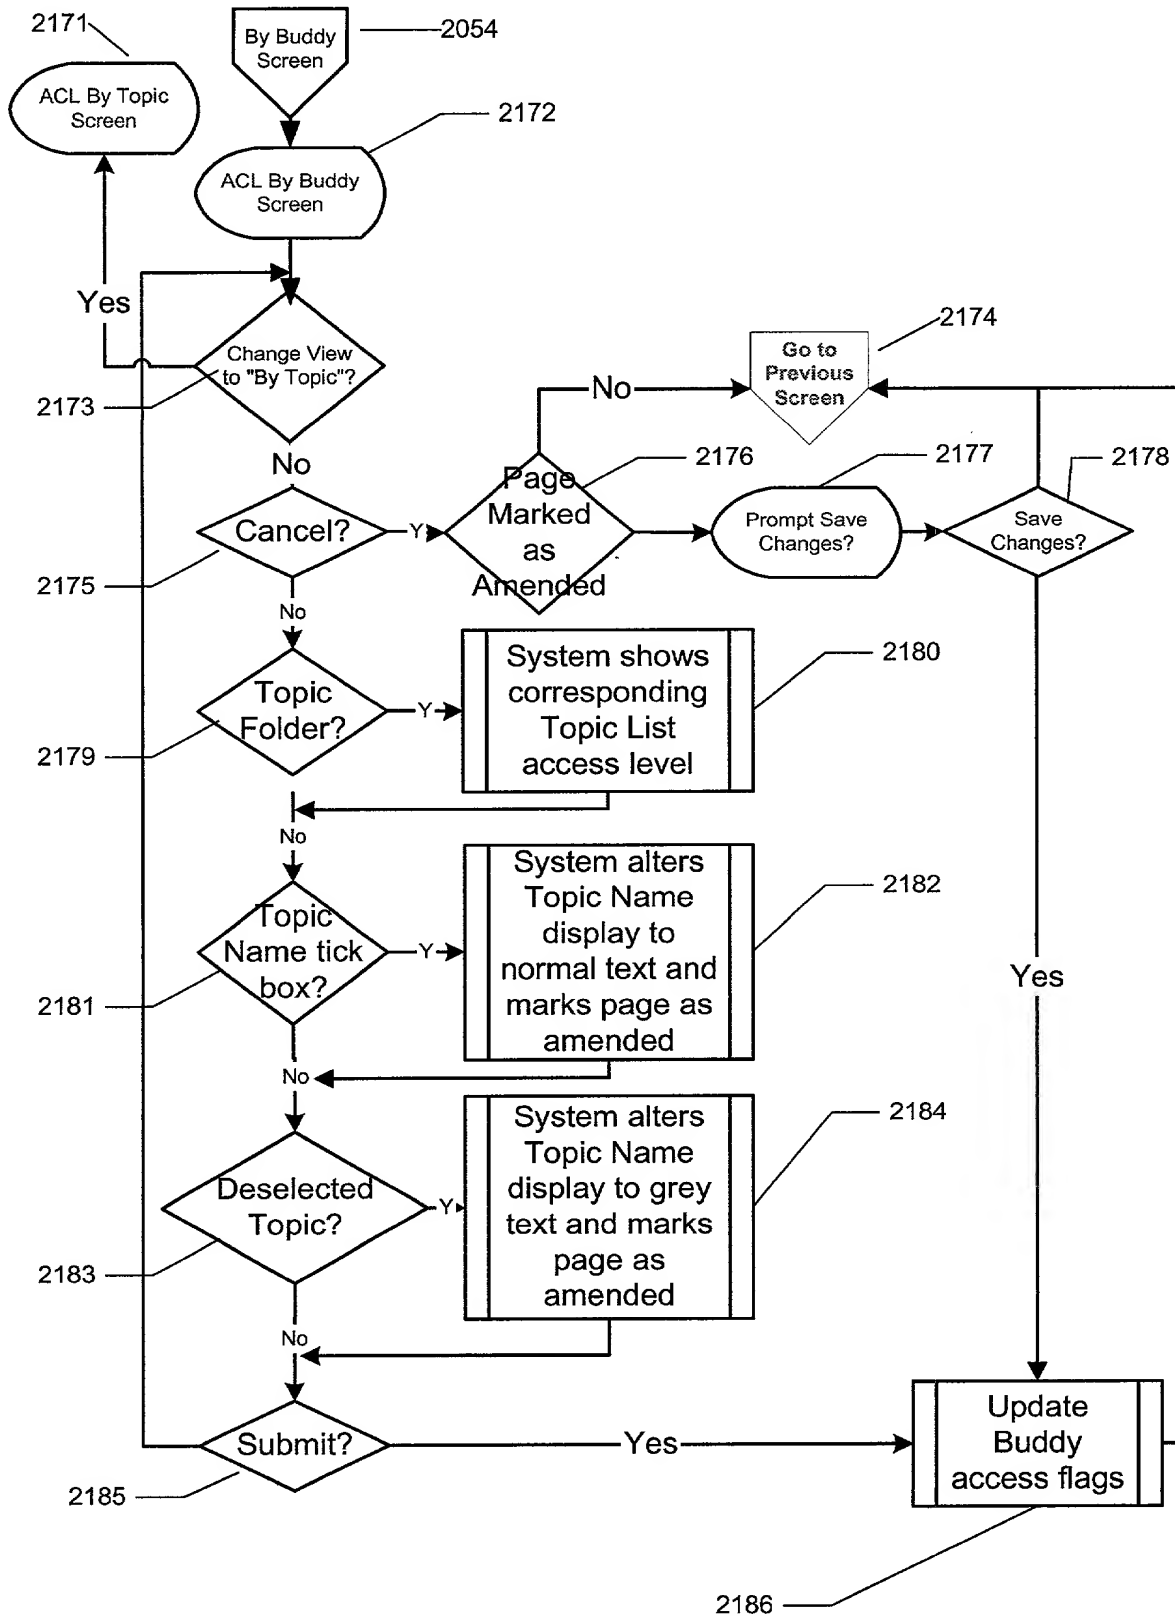 2171
By Buddy
Screen
2054
ACL By Topic
Screen
2172
ACL By Buddy
Screen
Yes
Change View
to "By Topic"?
2173
No
2174
Go to
Previous
Screen
No
2176
2177
2178
Cancel?
Y
Page
Marked
as
Amended
Prompt Save
Changes?
Save
Changes?
2175
No
Topic
Folder?
Y
System shows
corresponding
Topic List
access level
2180
2179
No
Topic
Name tick
box?
Y
System alters
Topic Name
display to
normal text and
marks page as
amended
2182
2181
Yes
No
Deselected
Topic?
Y
System alters
Topic Name
display to grey
text and marks
page as
amended
2184
2183
No
Submit?
Yes
Update
Buddy
access flags
2185
2186